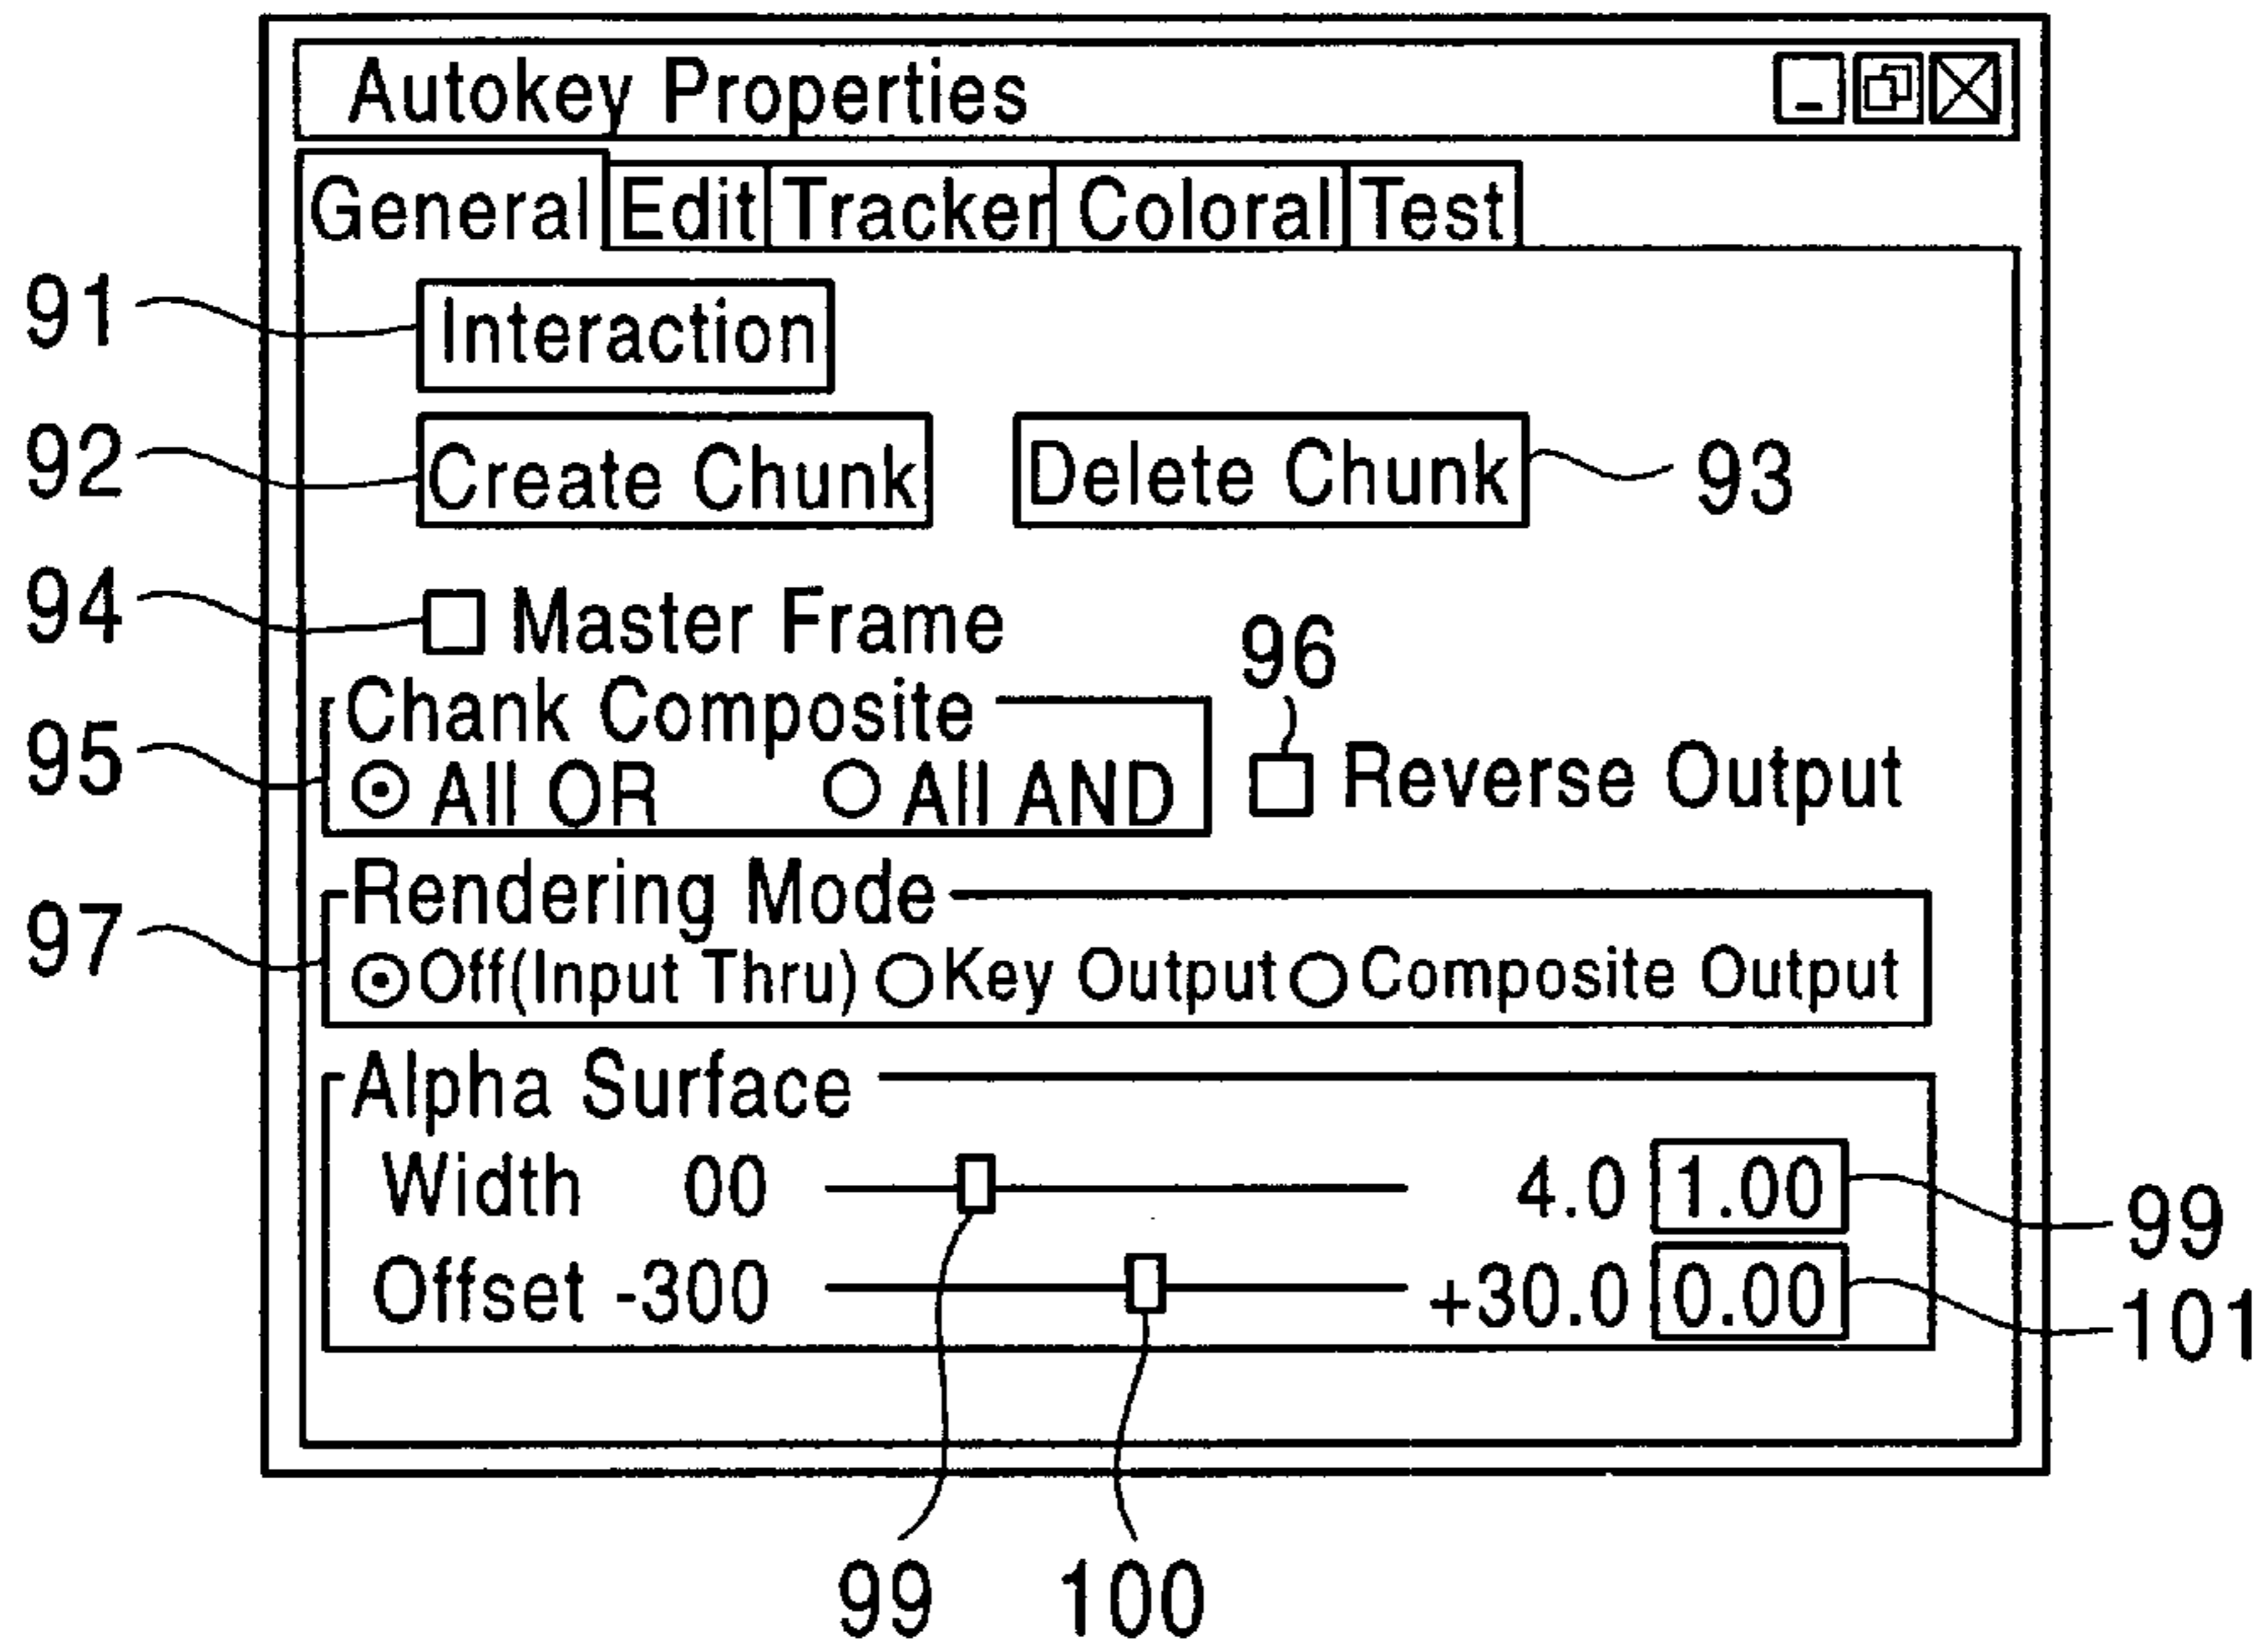 Autokey Properties
General Edit Tracker Coloral Test
91 Interaction
92 Create Chunk Delete Chunk 93
94 Master Frame
96
95 Chank Composite
All OR All AND Reverse Output
97 Rendering Mode
Off(Input Thru) Key Output Composite Output
Alpha Surface
Width 00 4.0 1.00 99
Offset -300 +30.0 0.00 101
99 100